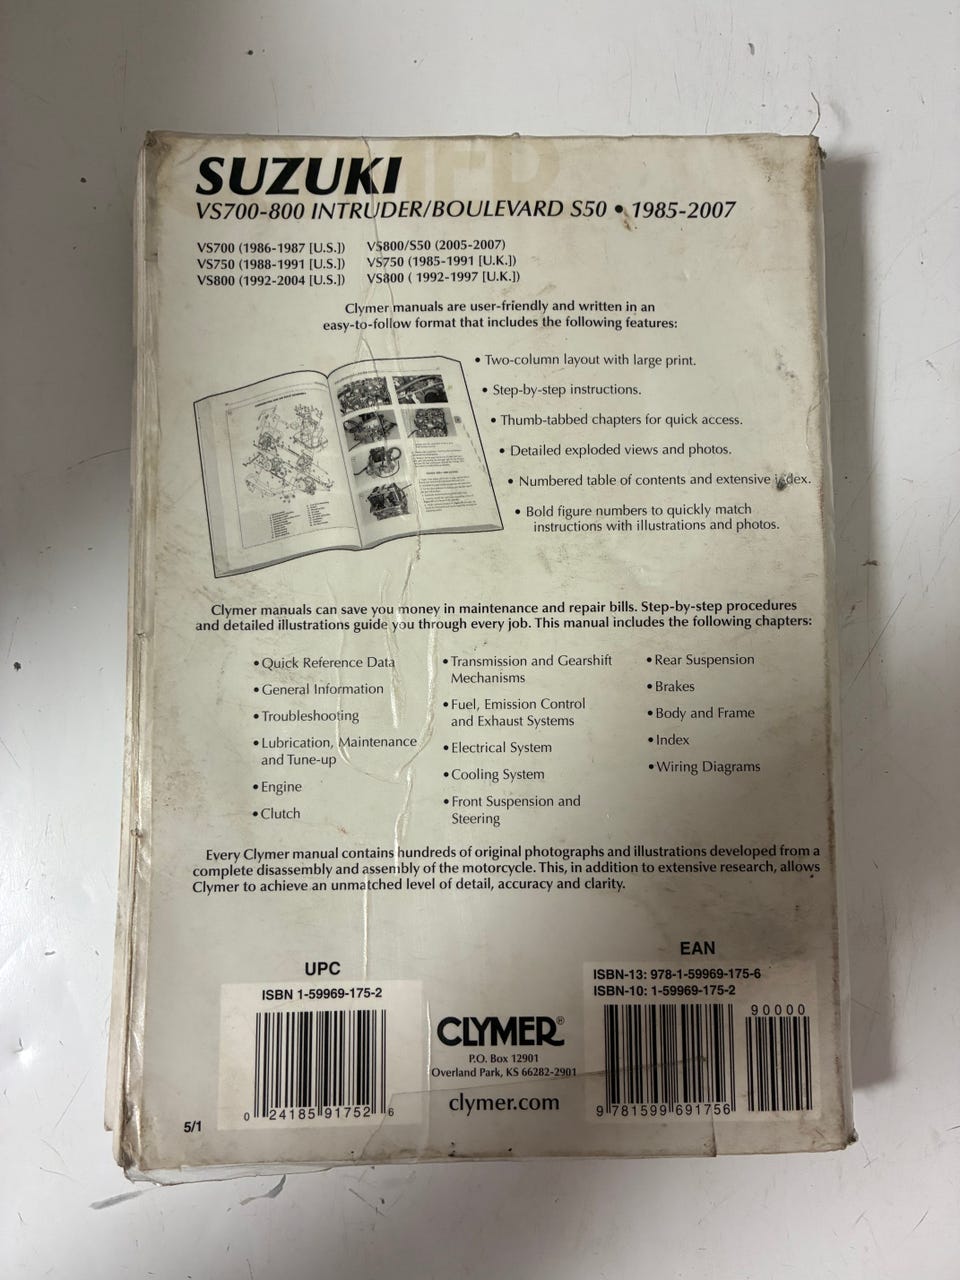 SUZUKI
VS700-800 INTRUDER/BOULEVARD S50 • 1985-2007
VS700 (1986-1987 [U.S.]) VS800/S50 (2005-2007)
VS750 (1988-1991 [U.S.]) VS750 (1985-1991 [U.K.])
VS800 (1992-2004 [U.S.]) VS800 ( 1992-1997 [U.K.])
Clymer manuals are user-friendly and written in an
easy-to-follow format that includes the following features:
• Two-column layout with large print.
• Step-by-step instructions.
• Thumb-tabbed chapters for quick access.
• Detailed exploded views and photos.
• Numbered table of contents and extensive index.
• Bold figure numbers to quickly match
instructions with illustrations and photos.
Clymer manuals can save you money in maintenance and repair bills. Step-by-step procedures
and detailed illustrations guide you through every job. This manual includes the following chapters:
• Quick Reference Data
• General Information
• Troubleshooting
• Lubrication, Maintenance
and Tune-up
• Engine
• Clutch
• Transmission and Gearshift
Mechanisms
• Fuel, Emission Control
and Exhaust Systems
• Electrical System
• Cooling System
• Front Suspension and
Steering
• Rear Suspension
• Brakes
• Body and Frame
• Index
• Wiring Diagrams
Every Clymer manual contains hundreds of original photographs and illustrations developed from a
complete disassembly and assembly of the motorcycle. This, in addition to extensive research, allows
Clymer to achieve an unmatched level of detail, accuracy and clarity.
UPC
ISBN 1-59969-175-2
0 24185 91752 6
5/1
CLYMER®
P.O. Box 12901
Overland Park, KS 66282-2901
clymer.com
EAN
ISBN-13: 978-1-59969-175-6
ISBN-10: 1-59969-175-2
90000
9 781599 691756